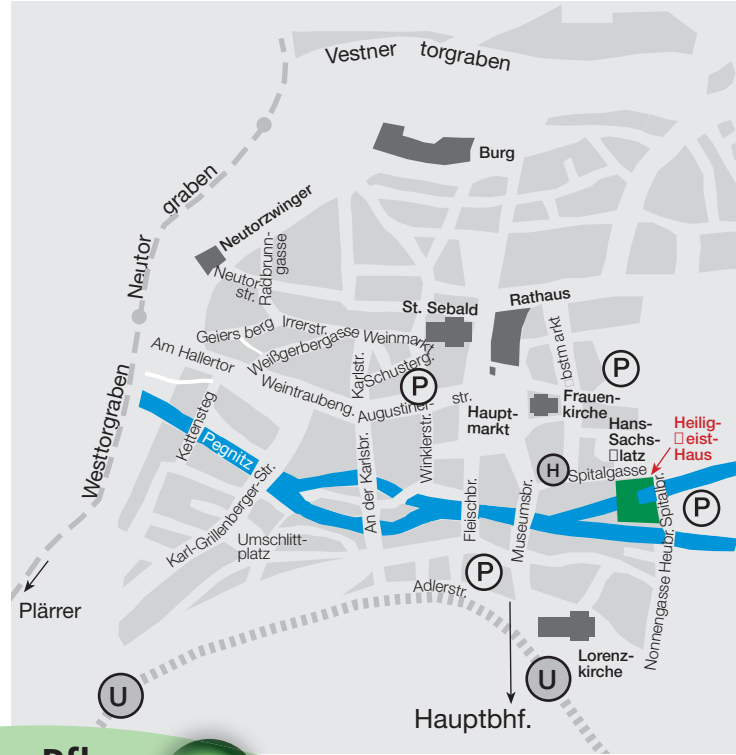 Vestner torgraben
Burg
Neutor graben
Neutorzwinger
Radbrunn-
gasse
Neutor-
str.
St. Sebald
Rathaus
Geiers berg
Irrerstr.
Weißgerbergasse
Weinmarkt
Am Hallertor
Karlstr.
Schusterg.
P
P
bstm arkt
Weintraubeng.
Augustiner- str.
Haupt-
markt
Frauen-
kirche
Hans-
Sachs-
□latz
Heilig-
□eist-
Haus
Westtorgraben
Kettensteg
Pegnitz
Winklerstr.
An der Karlsbr.
H
Spitalgasse
Karl-Grillenberger-Str.
Fleischbr.
Museumsbr.
P
Nonnengasse Heubr. Spitalbr.
Umschlitt-
platz
P
Adlerstr.
Plärrer
Lorenz-
kirche
U
U
Hauptbhf.